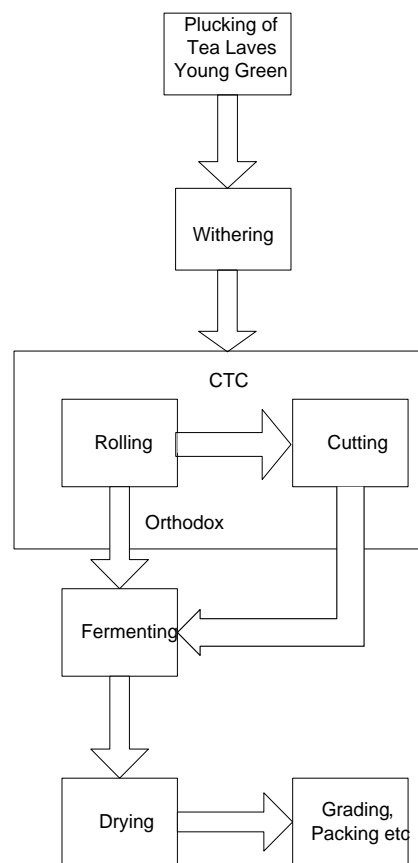 Plucking of
Tea Laves
Young Green
Withering
CTC
Rolling
Cutting
Orthodox
Fermenting
Drying
Grading,
Packing etc